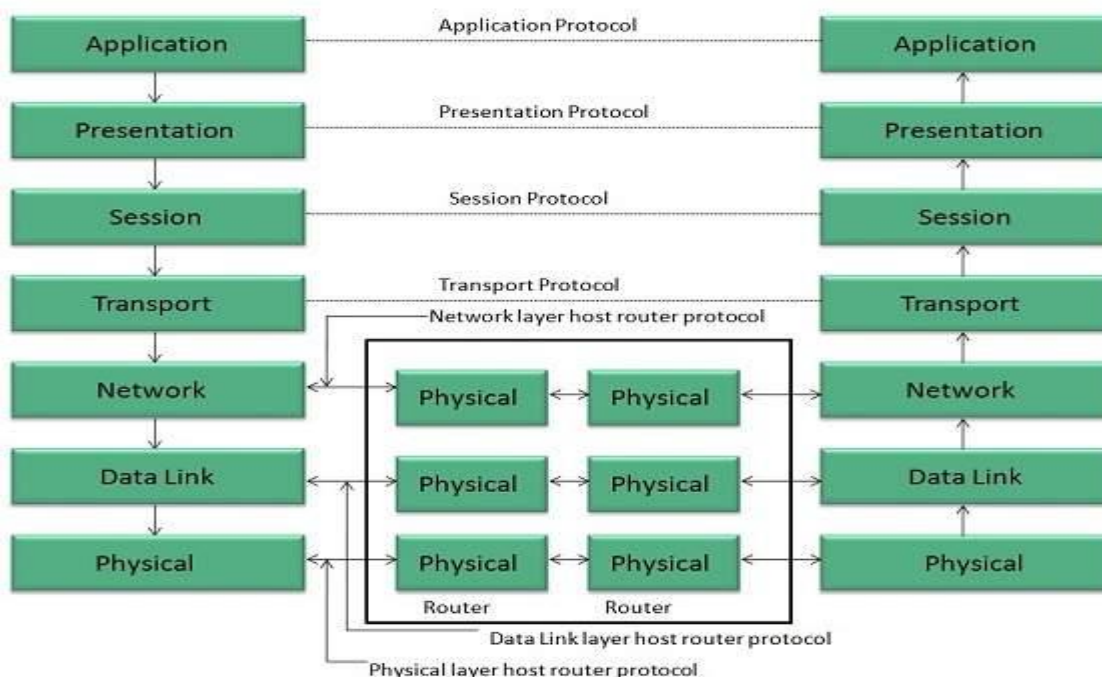 Application Protocol
Application
Application
Presentation Protocol
Presentation
Presentation
Session Protocol
Session
Session
Transport Protocol
Transport
Transport
Network layer host router protocol
Network
Physical
Physical
Network
Data Link
Physical
Physical
Data Link
Physical
Physical
Physical
Physical
Router
Router
Data Link layer host router protocol
Physical layer host router protocol